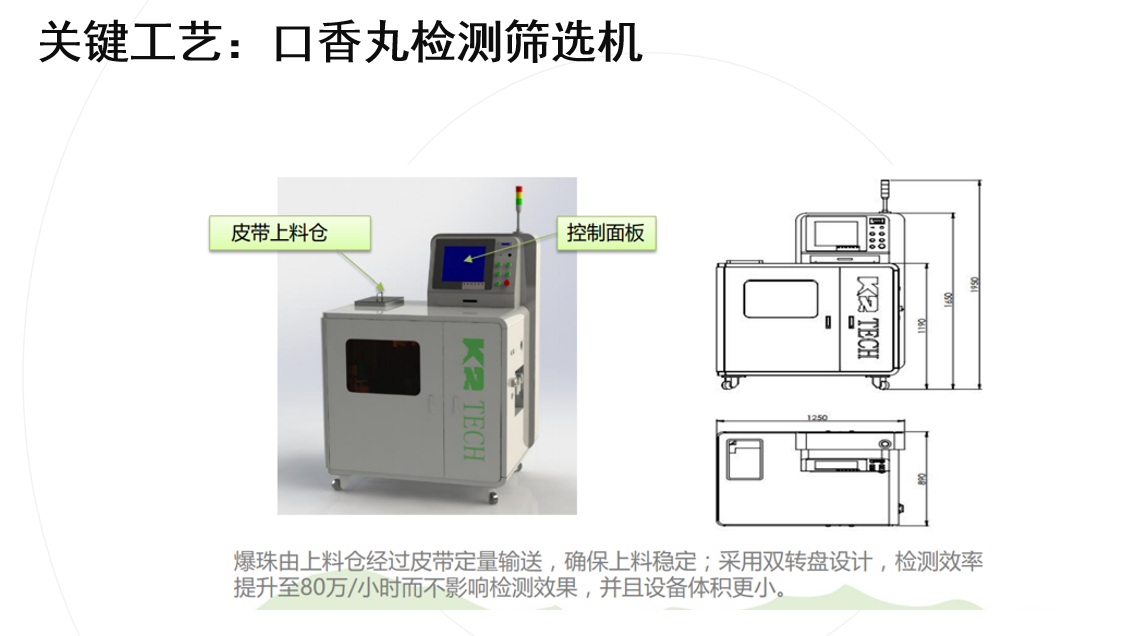 关键工艺：口香丸检测筛选机
皮带上料仓
控制面板
K2 TECH
K2 TECH
1190
1650
1950
1250
890
爆珠由上料仓经过皮带定量输送，确保上料稳定；采用双转盘设计，检测效率
提升至80万/小时而不影响检测效果，并且设备体积更小。